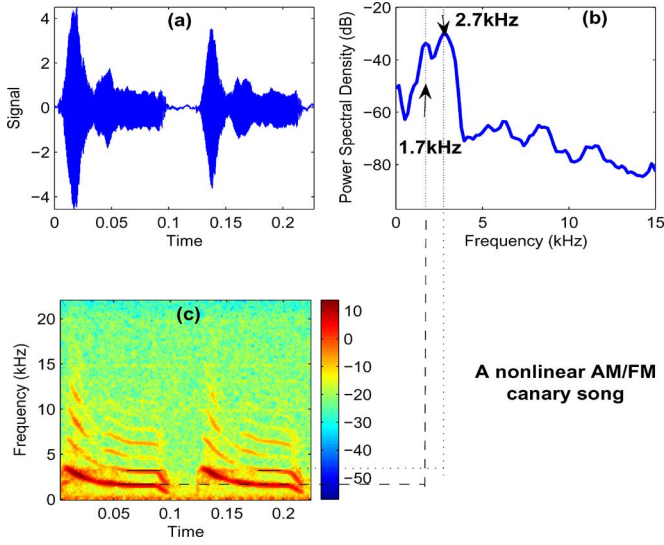 (a)
Signal
4
2
0
−2
−4
0
0.05
0.1
0.15
0.2
Time
(b)
2.7kHz
1.7kHz
Power Spectral Density (dB)
−20
−40
−60
−80
0
5
10
15
Frequency (kHz)
(c)
Frequency (kHz)
20
15
10
5
0
0.05
0.1
0.15
0.2
Time
10
0
−10
−20
−30
−40
−50
A nonlinear AM/FM
canary song